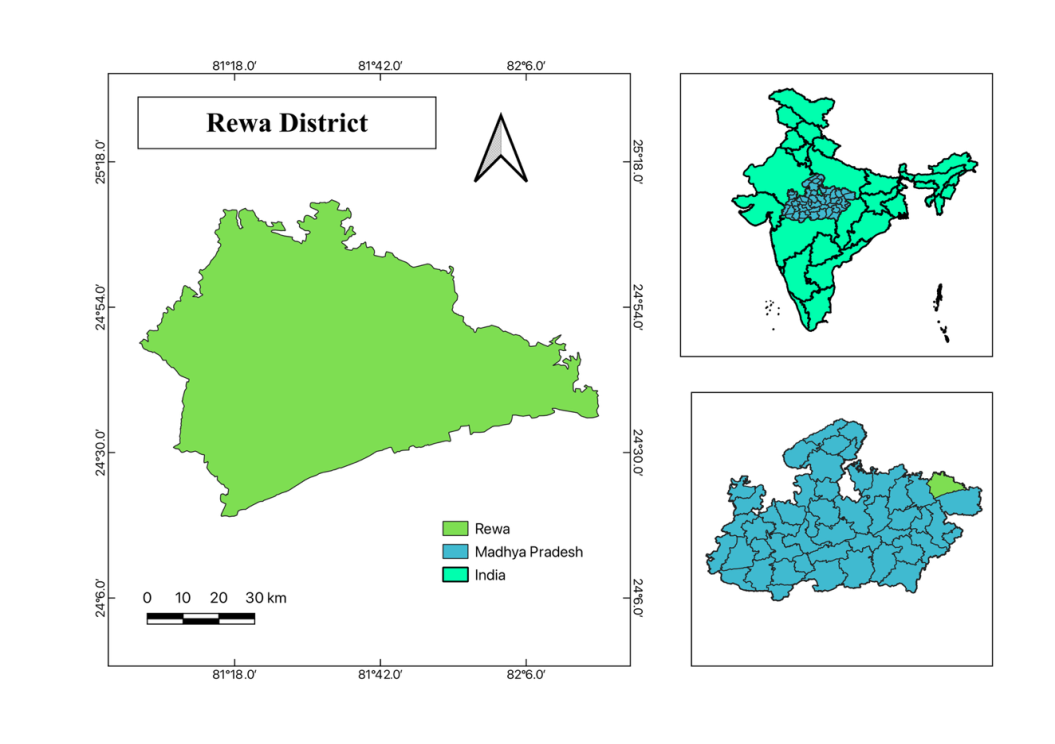 81°18.0′ 81°42.0′ 82°6.0′
Rewa District
25°18.0′ 25°18.0′
24°54.0′ 24°54.0′
24°30.0′ 24°30.0′
Rewa
Madhya Pradesh
India
24°6.0′ 24°6.0′
0 10 20 30 km
81°18.0′ 81°42.0′ 82°6.0′